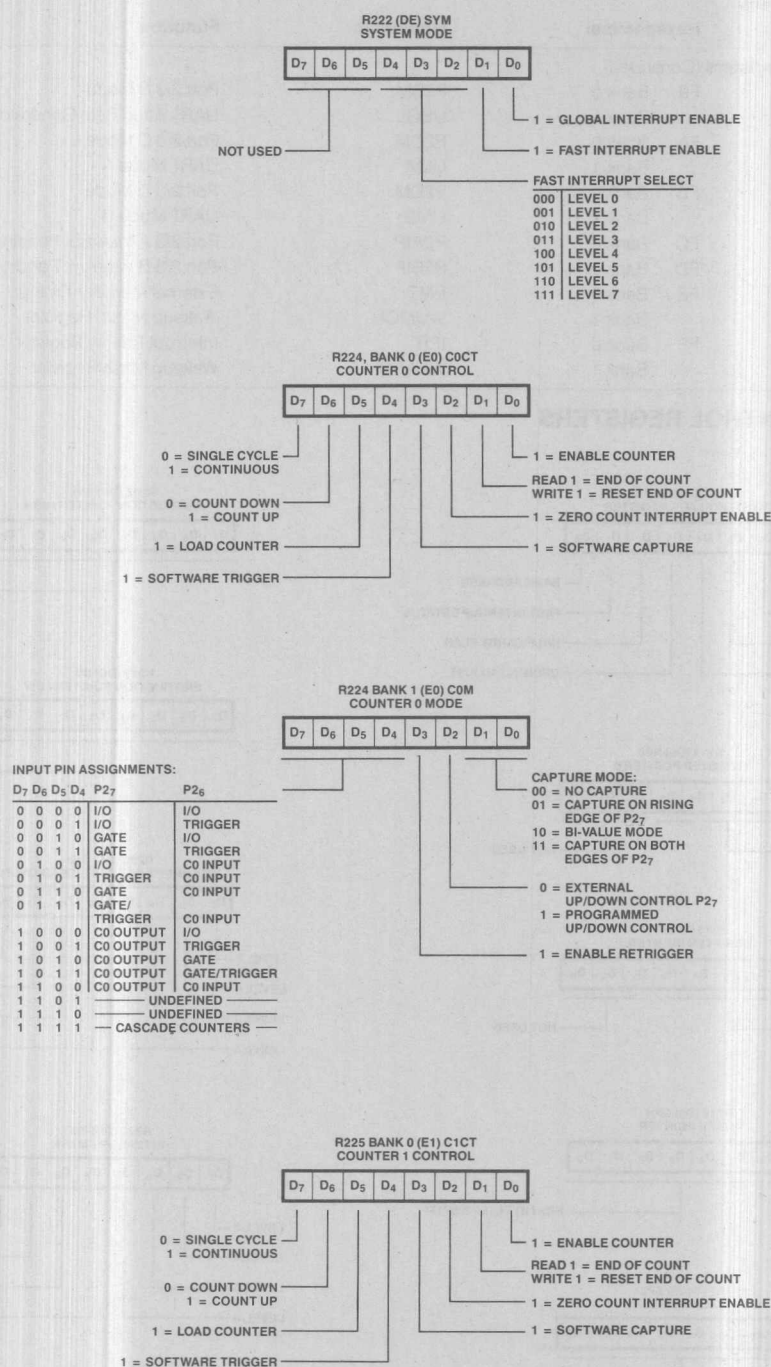 R222 (DE) SYM
SYSTEM MODE
D7 D6 D5 D4 D3 D2 D1 D0
1 = GLOBAL INTERRUPT ENABLE
NOT USED
1 = FAST INTERRUPT ENABLE
FAST INTERRUPT SELECT
000 LEVEL 0
001 LEVEL 1
010 LEVEL 2
011 LEVEL 3
100 LEVEL 4
101 LEVEL 5
110 LEVEL 6
111 LEVEL 7
R224, BANK 0 (E0) C0CT
COUNTER 0 CONTROL
D7 D6 D5 D4 D3 D2 D1 D0
0 = SINGLE CYCLE
1 = CONTINUOUS
0 = COUNT DOWN
1 = COUNT UP
1 = LOAD COUNTER
1 = SOFTWARE TRIGGER
1 = ENABLE COUNTER
READ 1 = END OF COUNT
WRITE 1 = RESET END OF COUNT
1 = ZERO COUNT INTERRUPT ENABLE
1 = SOFTWARE CAPTURE
R224 BANK 1 (E0) C0M
COUNTER 0 MODE
D7 D6 D5 D4 D3 D2 D1 D0
INPUT PIN ASSIGNMENTS:
D7 D6 D5 D4 P27 P26
0 0 0 0 I/O I/O
0 0 0 1 I/O TRIGGER
0 0 1 0 GATE I/O
0 0 1 1 GATE TRIGGER
0 1 0 0 I/O C0 INPUT
0 1 0 1 TRIGGER C0 INPUT
0 1 1 0 GATE C0 INPUT
0 1 1 1 GATE/
TRIGGER C0 INPUT
1 0 0 0 C0 OUTPUT I/O
1 0 0 1 C0 OUTPUT TRIGGER
1 0 1 0 C0 OUTPUT GATE
1 0 1 1 C0 OUTPUT GATE/TRIGGER
1 1 0 0 C0 OUTPUT C0 INPUT
1 1 0 1 UNDEFINED
1 1 1 0 UNDEFINED
1 1 1 1 CASCADE COUNTERS
CAPTURE MODE:
00 = NO CAPTURE
01 = CAPTURE ON RISING
EDGE OF P27
10 = BI-VALUE MODE
11 = CAPTURE ON BOTH
EDGES OF P27
0 = EXTERNAL
UP/DOWN CONTROL P27
1 = PROGRAMMED
UP/DOWN CONTROL
1 = ENABLE RETRIGGER
R225 BANK 0 (E1) C1CT
COUNTER 1 CONTROL
D7 D6 D5 D4 D3 D2 D1 D0
0 = SINGLE CYCLE
1 = CONTINUOUS
0 = COUNT DOWN
1 = COUNT UP
1 = LOAD COUNTER
1 = SOFTWARE TRIGGER
1 = ENABLE COUNTER
READ 1 = END OF COUNT
WRITE 1 = RESET END OF COUNT
1 = ZERO COUNT INTERRUPT ENABLE
1 = SOFTWARE CAPTURE